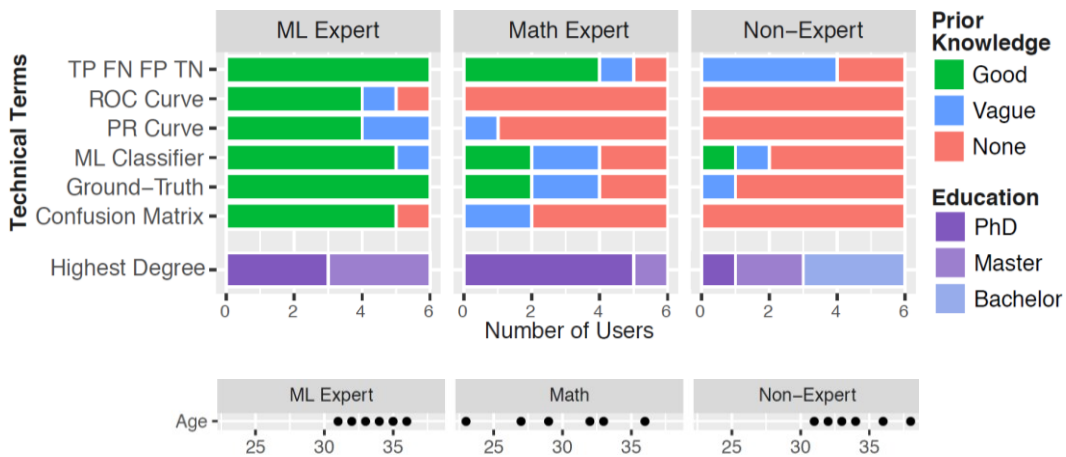 ML Expert
Math Expert
Non-Expert
Technical Terms
TP FN FP TN
ROC Curve
PR Curve
ML Classifier
Ground-Truth
Confusion Matrix
Highest Degree
0 2 4 6
0 2 4 6
0 2 4 6
Number of Users
Prior
Knowledge
Good
Vague
None
Education
PhD
Master
Bachelor
ML Expert
Math
Non-Expert
Age
25 30 35
25 30 35
25 30 35